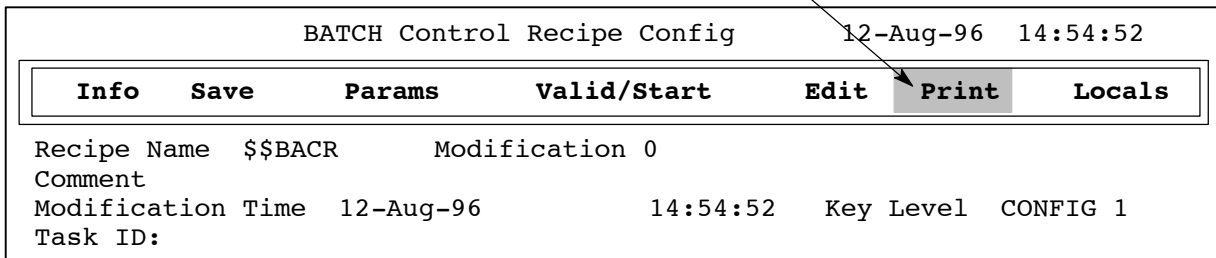 BATCH Control Recipe Config 12-Aug-96 14:54:52
Info Save Params Valid/Start Edit Print Locals
Recipe Name $$BACR Modification 0
Comment
Modification Time 12-Aug-96 14:54:52 Key Level CONFIG 1
Task ID: